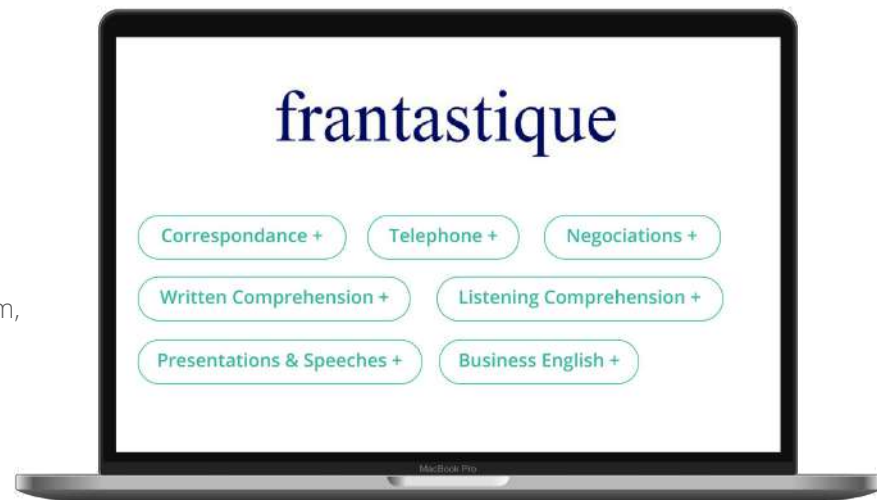 frantastique
Correspondance + Telephone + Negociations +
Written Comprehension + Listening Comprehension +
m,
Presentations & Speeches + Business English +
MacBook Pro